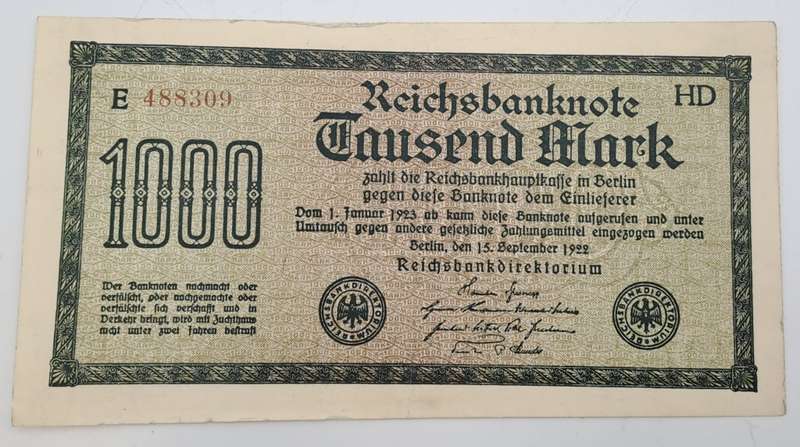 E 488309
HD
Reichsbanknote
Tausend Mark
1000
zahlt die Reichsbankhauptkasse in Berlin
gegen diese Banknote dem Einlieferer
Vom 1. Januar 1923 ab kann diese Banknote aufgerufen und unter
Umtausch gegen andere gesetzliche Zahlungsmittel eingezogen werden
Berlin, den 15. September 1922
Reichsbankdirektorium
Wer Banknoten nachmacht oder
verfälscht, oder nachgemachte oder
verfälschte sich verschafft und in
Verkehr bringt, wird mit Zuchthaus
nicht unter zwei Jahren bestraft
REICHSBANKDIREKTORIUM
REICHSBANKDIREKTORIUM